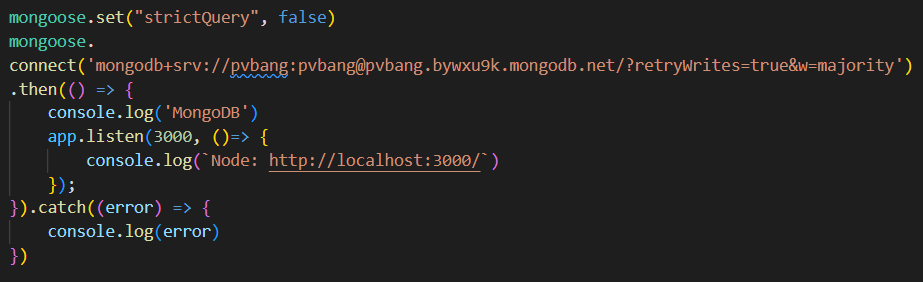 mongoose.set("strictQuery", false)
mongoose.
connect('mongodb+srv://pvbang:pvbang@pvbang.bywxu9k.mongodb.net/?retryWrites=true&w=majority')
.then(() => {
    console.log('MongoDB')
    app.listen(3000, ()=> {
        console.log(`Node: http://localhost:3000/`)
    });
}).catch((error) => {
    console.log(error)
})